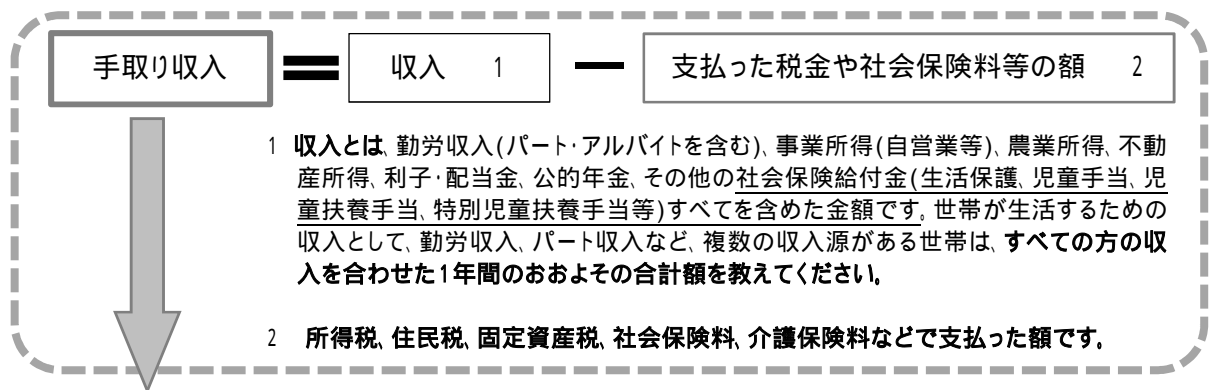 手取り収入 = 収入 1 － 支払った税金や社会保険料等の額 2
1 収入とは、勤労収入(パート・アルバイトを含む)、事業所得(自営業等)、農業所得、不動
産所得、利子・配当金、公的年金、その他の社会保険給付金(生活保護、児童手当、児
童扶養手当、特別児童扶養手当等)すべてを含めた金額です。世帯が生活するための
収入として、勤労収入、パート収入など、複数の収入源がある世帯は、すべての方の収
入を合わせた1年間のおおよその合計額を教えてください。
2 所得税、住民税、固定資産税、社会保険料、介護保険料などで支払った額です。